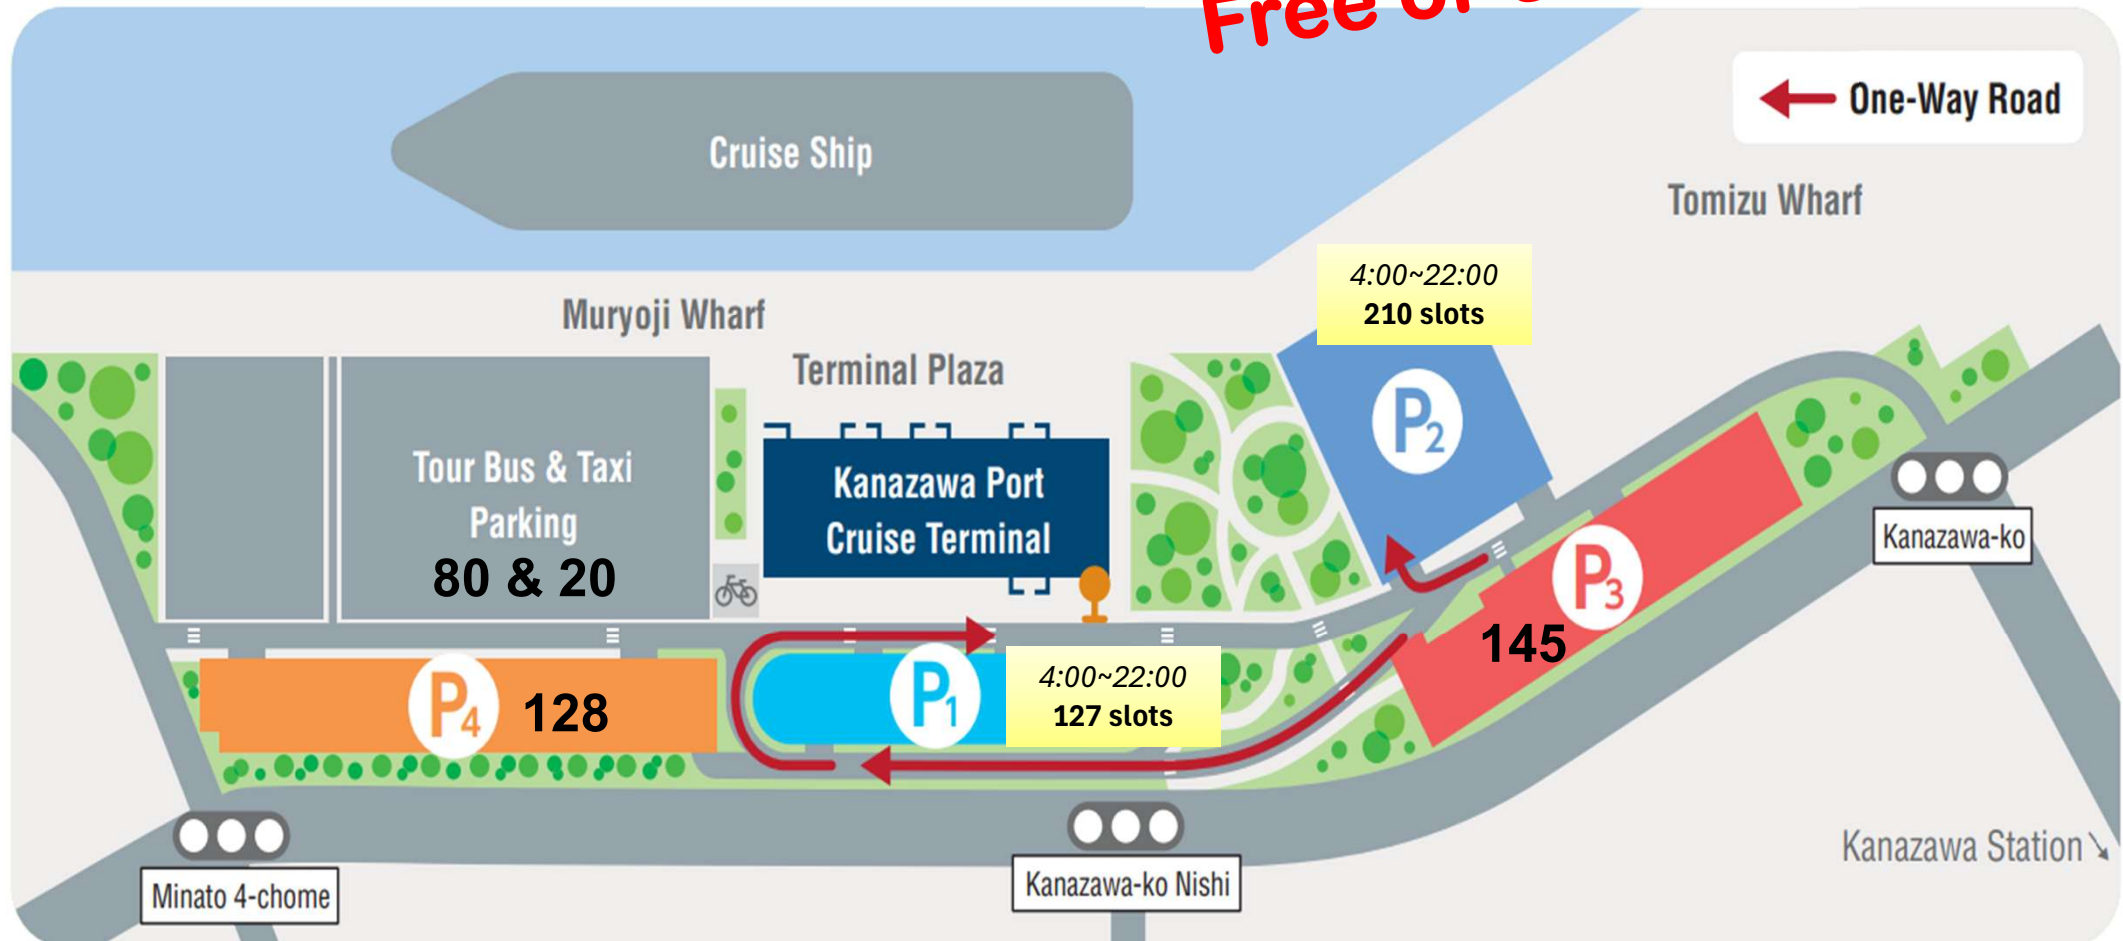 Free of
One-Way Road
Cruise Ship
Tomizu Wharf
4:00~22:00
210 slots
Muryoji Wharf
Terminal Plaza
P2
Tour Bus & Taxi
Parking
80 & 20
Kanazawa Port
Cruise Terminal
Kanazawa-ko
P3
145
P4
128
P1
4:00~22:00
127 slots
Kanazawa Station
Minato 4-chome
Kanazawa-ko Nishi